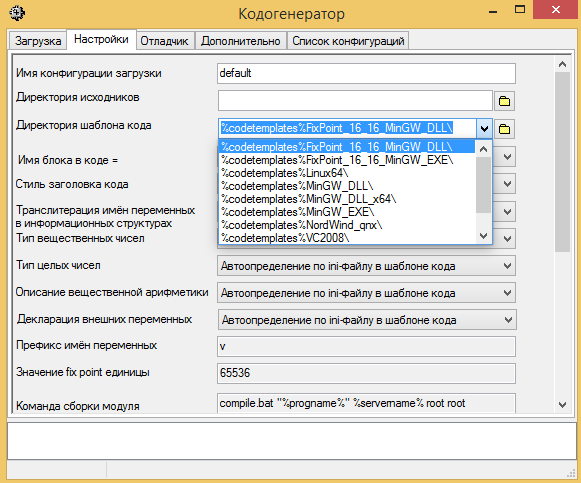 Кодогенератор
Загрузка Настройки Отладчик Дополнительно Список конфигураций
Имя конфигурации загрузки default
Директория исходников
Директория шаблона кода %codetemplates%FixPoint_16_16_MinGW_DLL\
%codetemplates%FixPoint_16_16_MinGW_DLL\
%codetemplates%FixPoint_16_16_MinGW_EXE\
%codetemplates%Linux64\
%codetemplates%MinGW_DLL\
%codetemplates%MinGW_DLL_x64\
%codetemplates%MinGW_EXE\
%codetemplates%NordWind_qnx\
%codetemplates%VC2008\
Имя блока в коде =
Стиль заголовка кода
Транслитерация имён переменных
в информационных структурах
Тип вещественных чисел
Тип целых чисел Автоопределение по ini-файлу в шаблоне кода
Описание вещественной арифметики Автоопределение по ini-файлу в шаблоне кода
Декларация внешних переменных Автоопределение по ini-файлу в шаблоне кода
Префикс имён переменных v
Значение fix point единицы 65536
Команда сборки модуля compile.bat "%progname%" %servername% root root